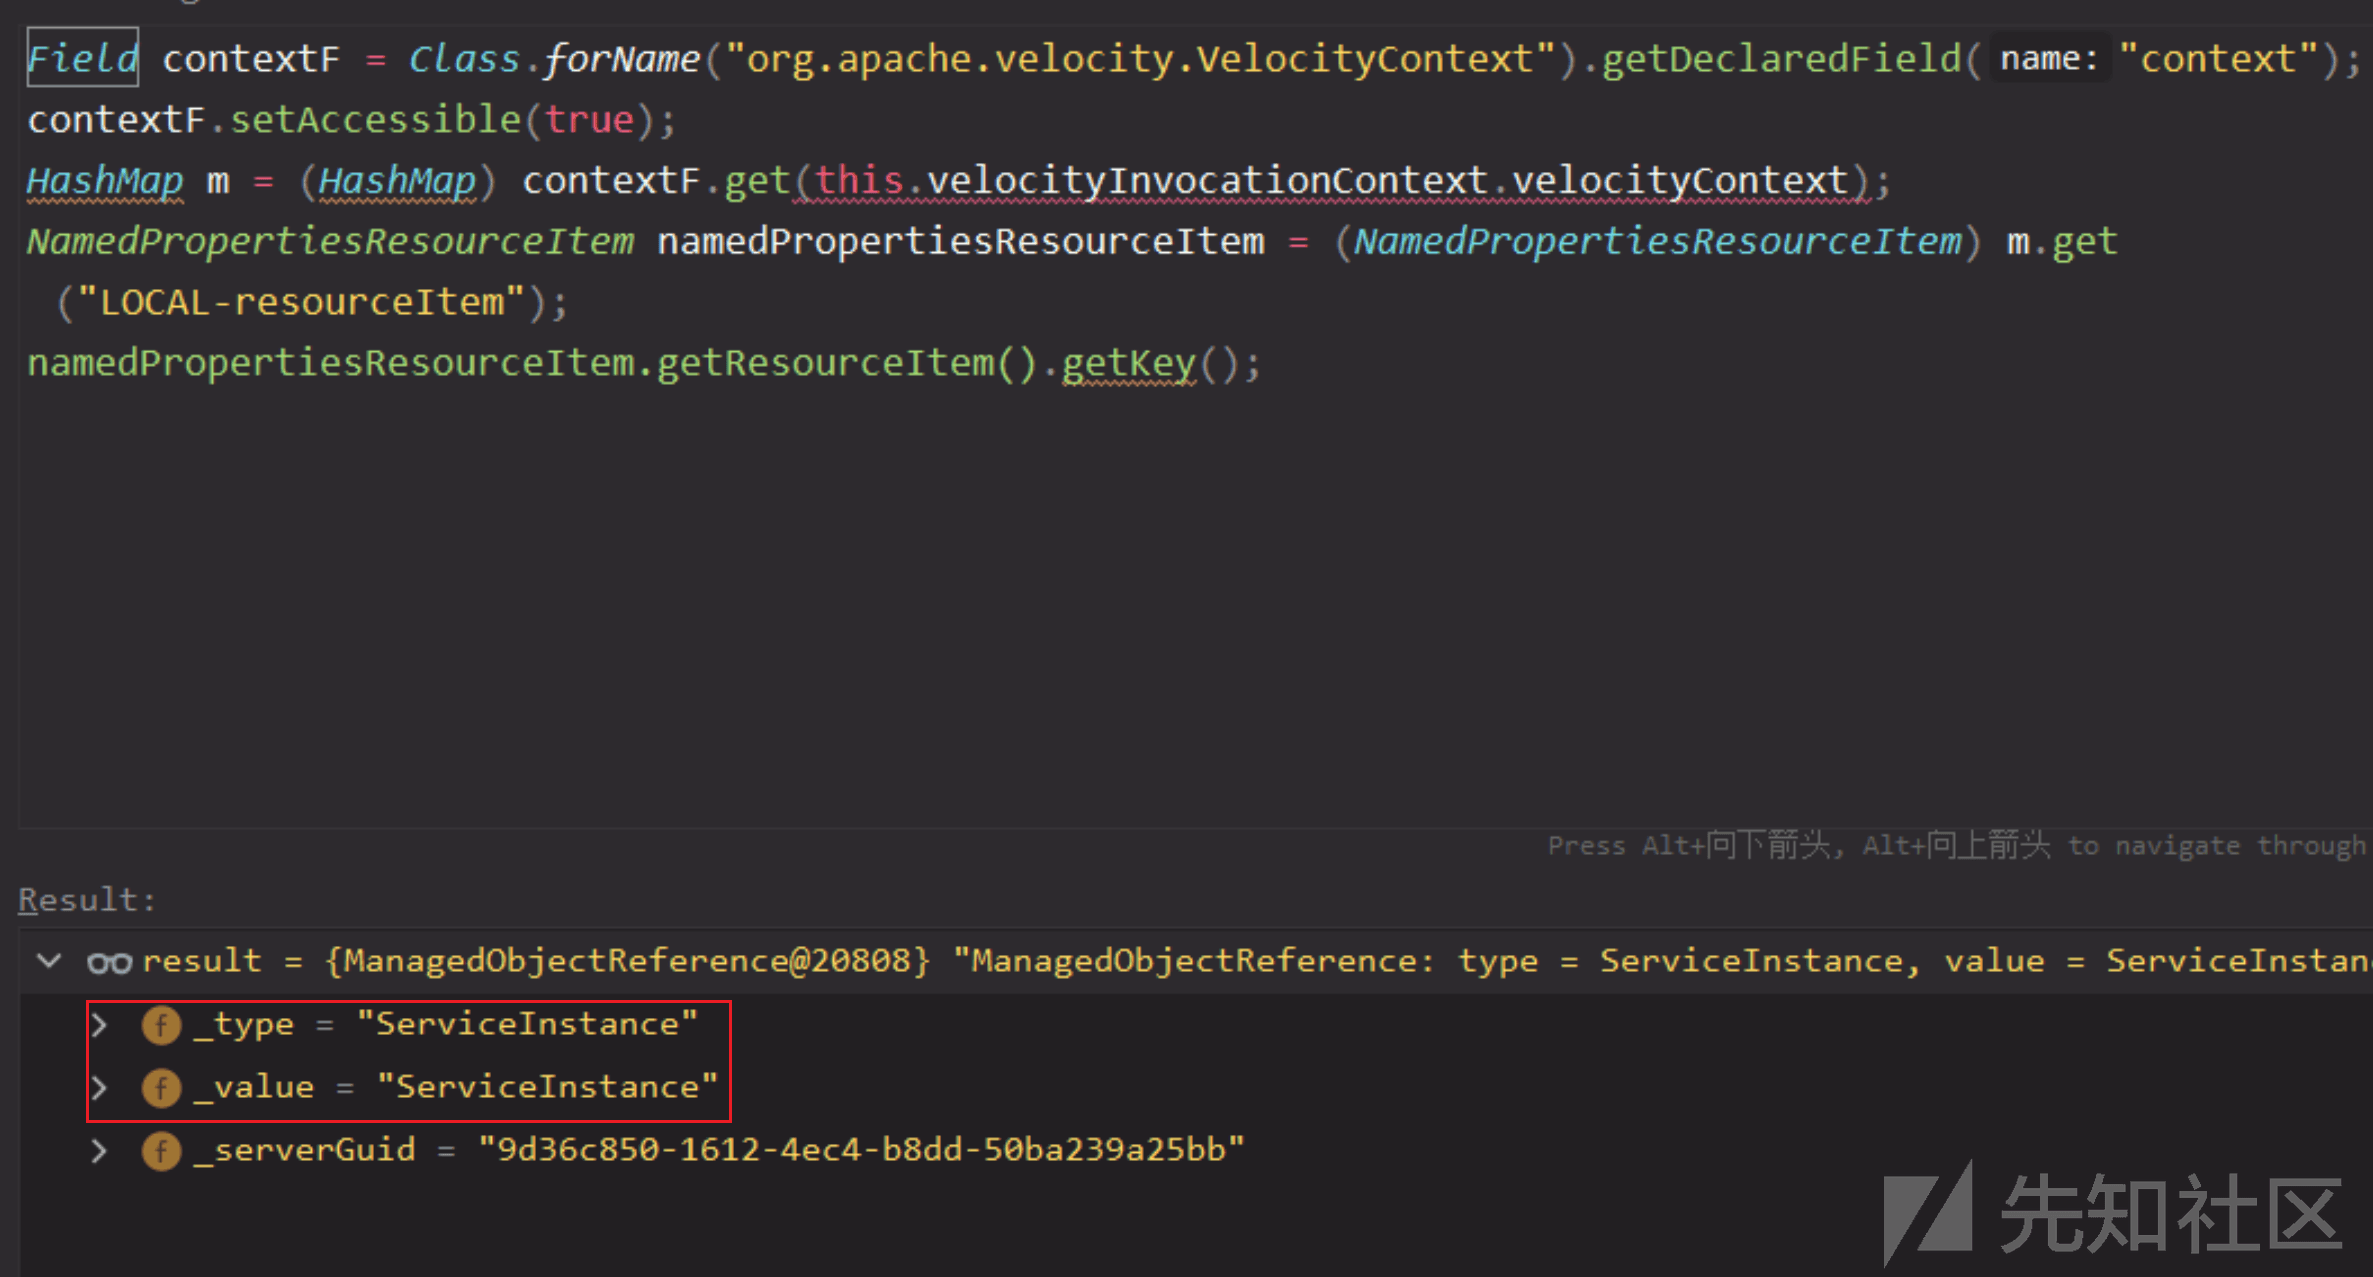 Field contextF = Class.forName("org.apache.velocity.VelocityContext").getDeclaredField( name: "context");
contextF.setAccessible(true);
HashMap m = (HashMap) contextF.get(this.velocityInvocationContext.velocityContext);
NamedPropertiesResourceItem namedPropertiesResourceItem = (NamedPropertiesResourceItem) m.get
("LOCAL-resourceItem");
namedPropertiesResourceItem.getResourceItem().getKey();
Press Alt+向下箭头, Alt+向上箭头 to navigate through
Result:
result = {ManagedObjectReference@20808} "ManagedObjectReference: type = ServiceInstance, value = ServiceInstan
f _type = "ServiceInstance"
f _value = "ServiceInstance"
f _serverGuid = "9d36c850-1612-4ec4-b8dd-50ba239a25bb"
先知社区